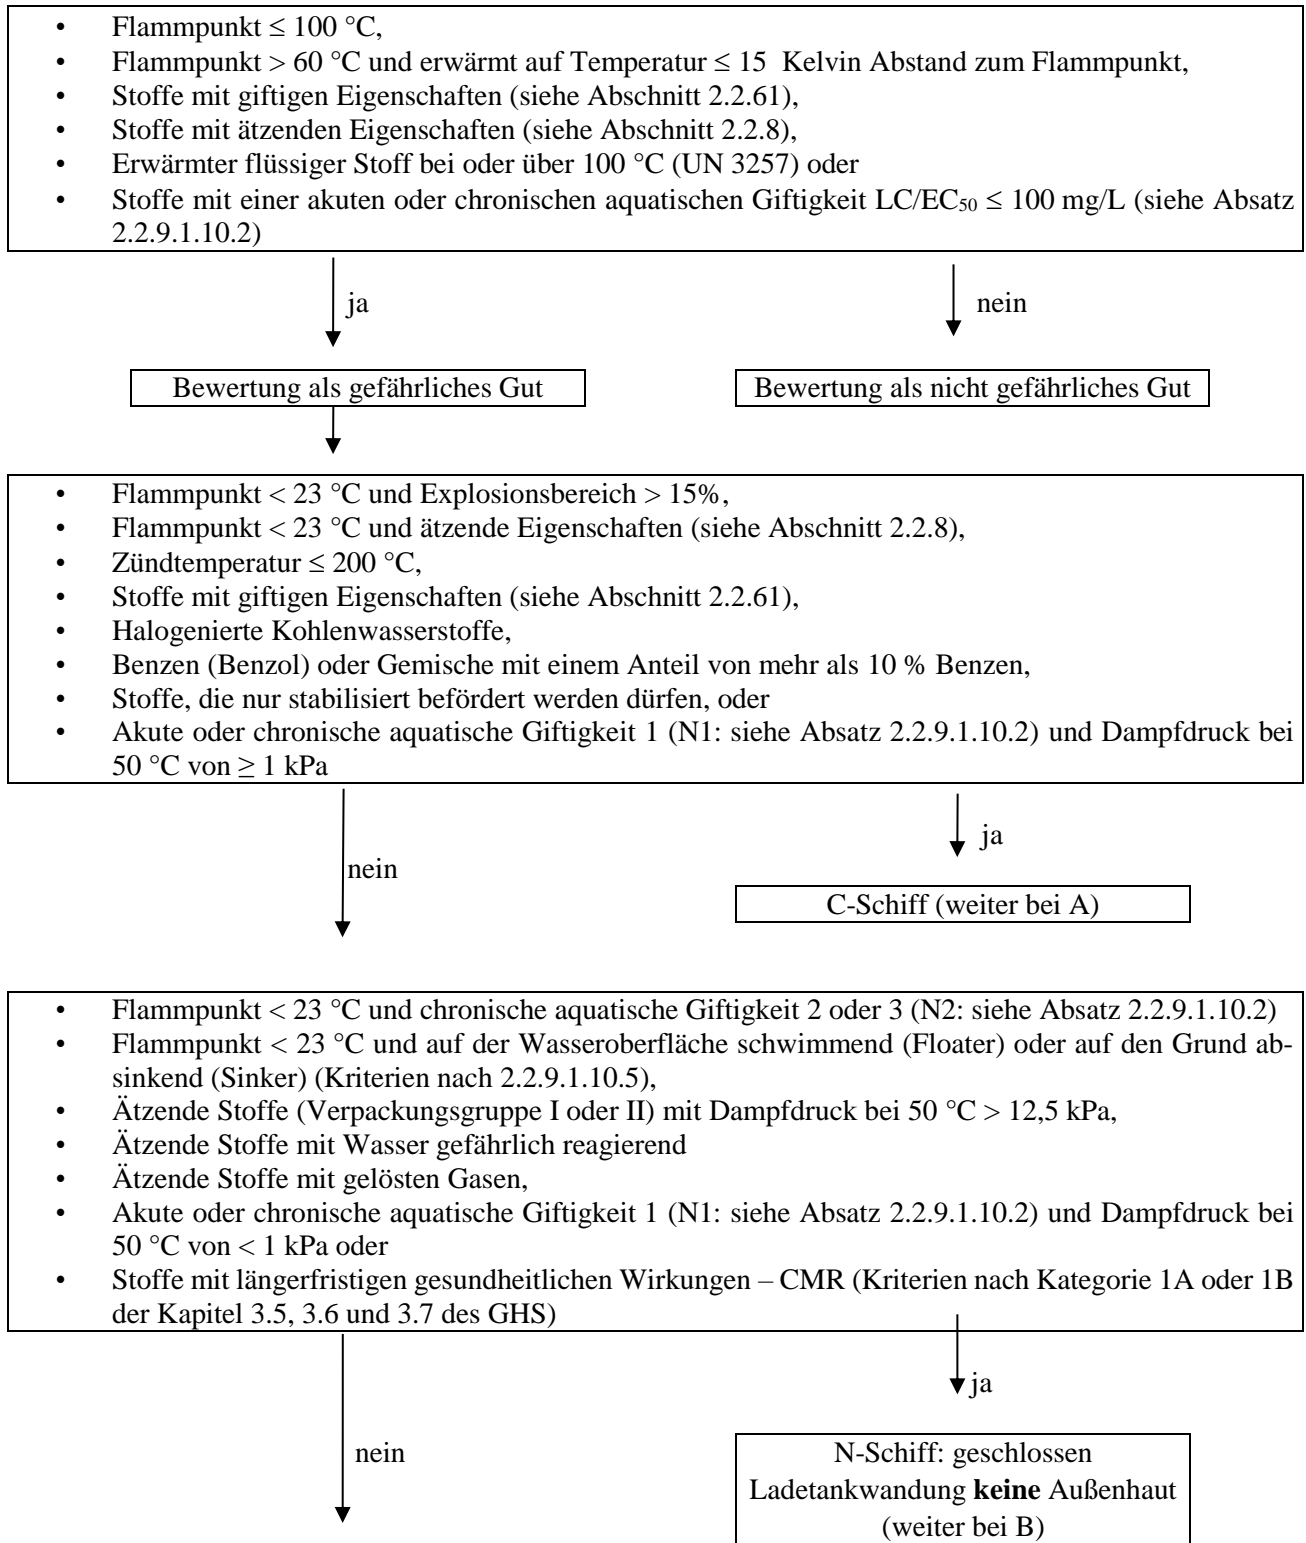 • Flammpunkt ≤ 100 °C,
• Flammpunkt > 60 °C und erwärmt auf Temperatur ≤ 15 Kelvin Abstand zum Flammpunkt,
• Stoffe mit giftigen Eigenschaften (siehe Abschnitt 2.2.61),
• Stoffe mit ätzenden Eigenschaften (siehe Abschnitt 2.2.8),
• Erwärmter flüssiger Stoff bei oder über 100 °C (UN 3257) oder
• Stoffe mit einer akuten oder chronischen aquatischen Giftigkeit LC/EC₅₀ ≤ 100 mg/L (siehe Absatz
2.2.9.1.10.2)
ja
nein
Bewertung als gefährliches Gut
Bewertung als nicht gefährliches Gut
• Flammpunkt < 23 °C und Explosionsbereich > 15%,
• Flammpunkt < 23 °C und ätzende Eigenschaften (siehe Abschnitt 2.2.8),
• Zündtemperatur ≤ 200 °C,
• Stoffe mit giftigen Eigenschaften (siehe Abschnitt 2.2.61),
• Halogenierte Kohlenwasserstoffe,
• Benzen (Benzol) oder Gemische mit einem Anteil von mehr als 10 % Benzen,
• Stoffe, die nur stabilisiert befördert werden dürfen, oder
• Akute oder chronische aquatische Giftigkeit 1 (N1: siehe Absatz 2.2.9.1.10.2) und Dampfdruck bei
50 °C von ≥ 1 kPa
ja
nein
C-Schiff (weiter bei A)
• Flammpunkt < 23 °C und chronische aquatische Giftigkeit 2 oder 3 (N2: siehe Absatz 2.2.9.1.10.2)
• Flammpunkt < 23 °C und auf der Wasseroberfläche schwimmend (Floater) oder auf den Grund ab-
sinkend (Sinker) (Kriterien nach 2.2.9.1.10.5),
• Ätzende Stoffe (Verpackungsgruppe I oder II) mit Dampfdruck bei 50 °C > 12,5 kPa,
• Ätzende Stoffe mit Wasser gefährlich reagierend
• Ätzende Stoffe mit gelösten Gasen,
• Akute oder chronische aquatische Giftigkeit 1 (N1: siehe Absatz 2.2.9.1.10.2) und Dampfdruck bei
50 °C von < 1 kPa oder
• Stoffe mit längerfristigen gesundheitlichen Wirkungen – CMR (Kriterien nach Kategorie 1A oder 1B
der Kapitel 3.5, 3.6 und 3.7 des GHS)
ja
nein
N-Schiff: geschlossen
Ladetankwandung keine Außenhaut
(weiter bei B)